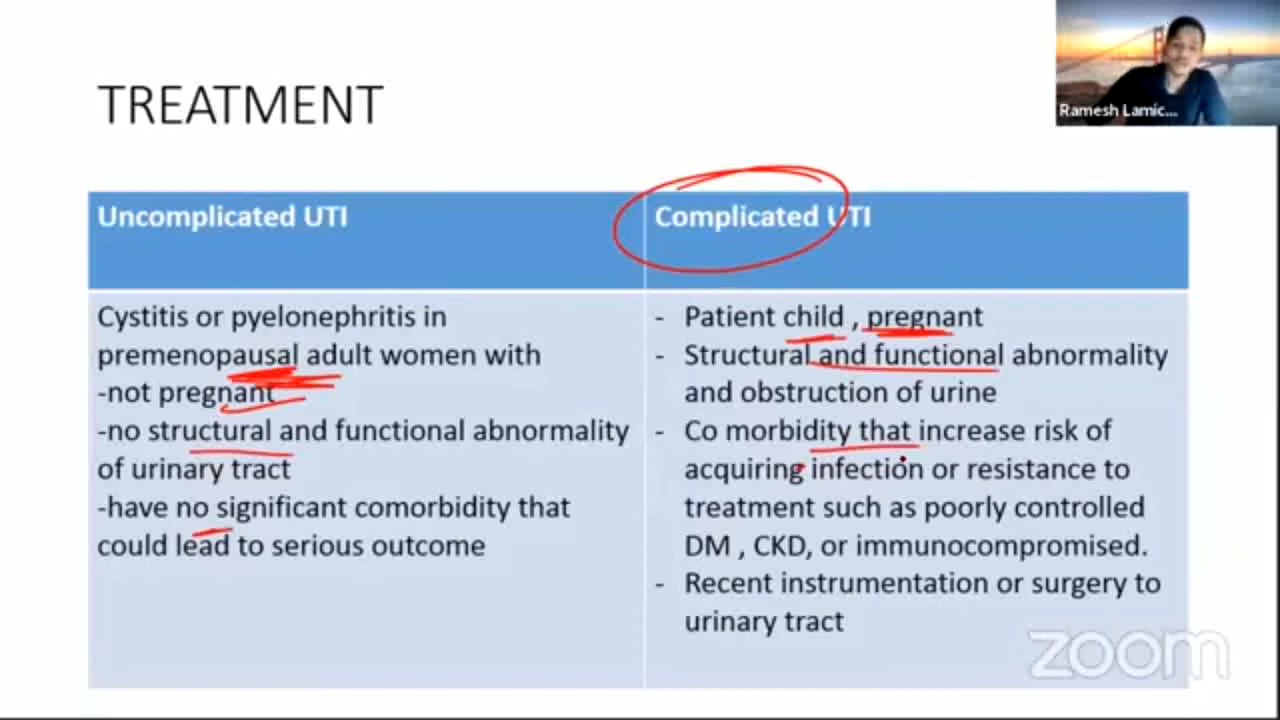 Ramesh Lamic...
TREATMENT
Uncomplicated UTI
Complicated UTI
Cystitis or pyelonephritis in
premenopausal adult women with
-not pregnant
-no structural and functional abnormality
of urinary tract
-have no significant comorbidity that
could lead to serious outcome
- Patient child , pregnant
- Structural and functional abnormality
and obstruction of urine
- Co morbidity that increase risk of
acquiring infection or resistance to
treatment such as poorly controlled
DM , CKD, or immunocompromised.
- Recent instrumentation or surgery to
urinary tract
zoom